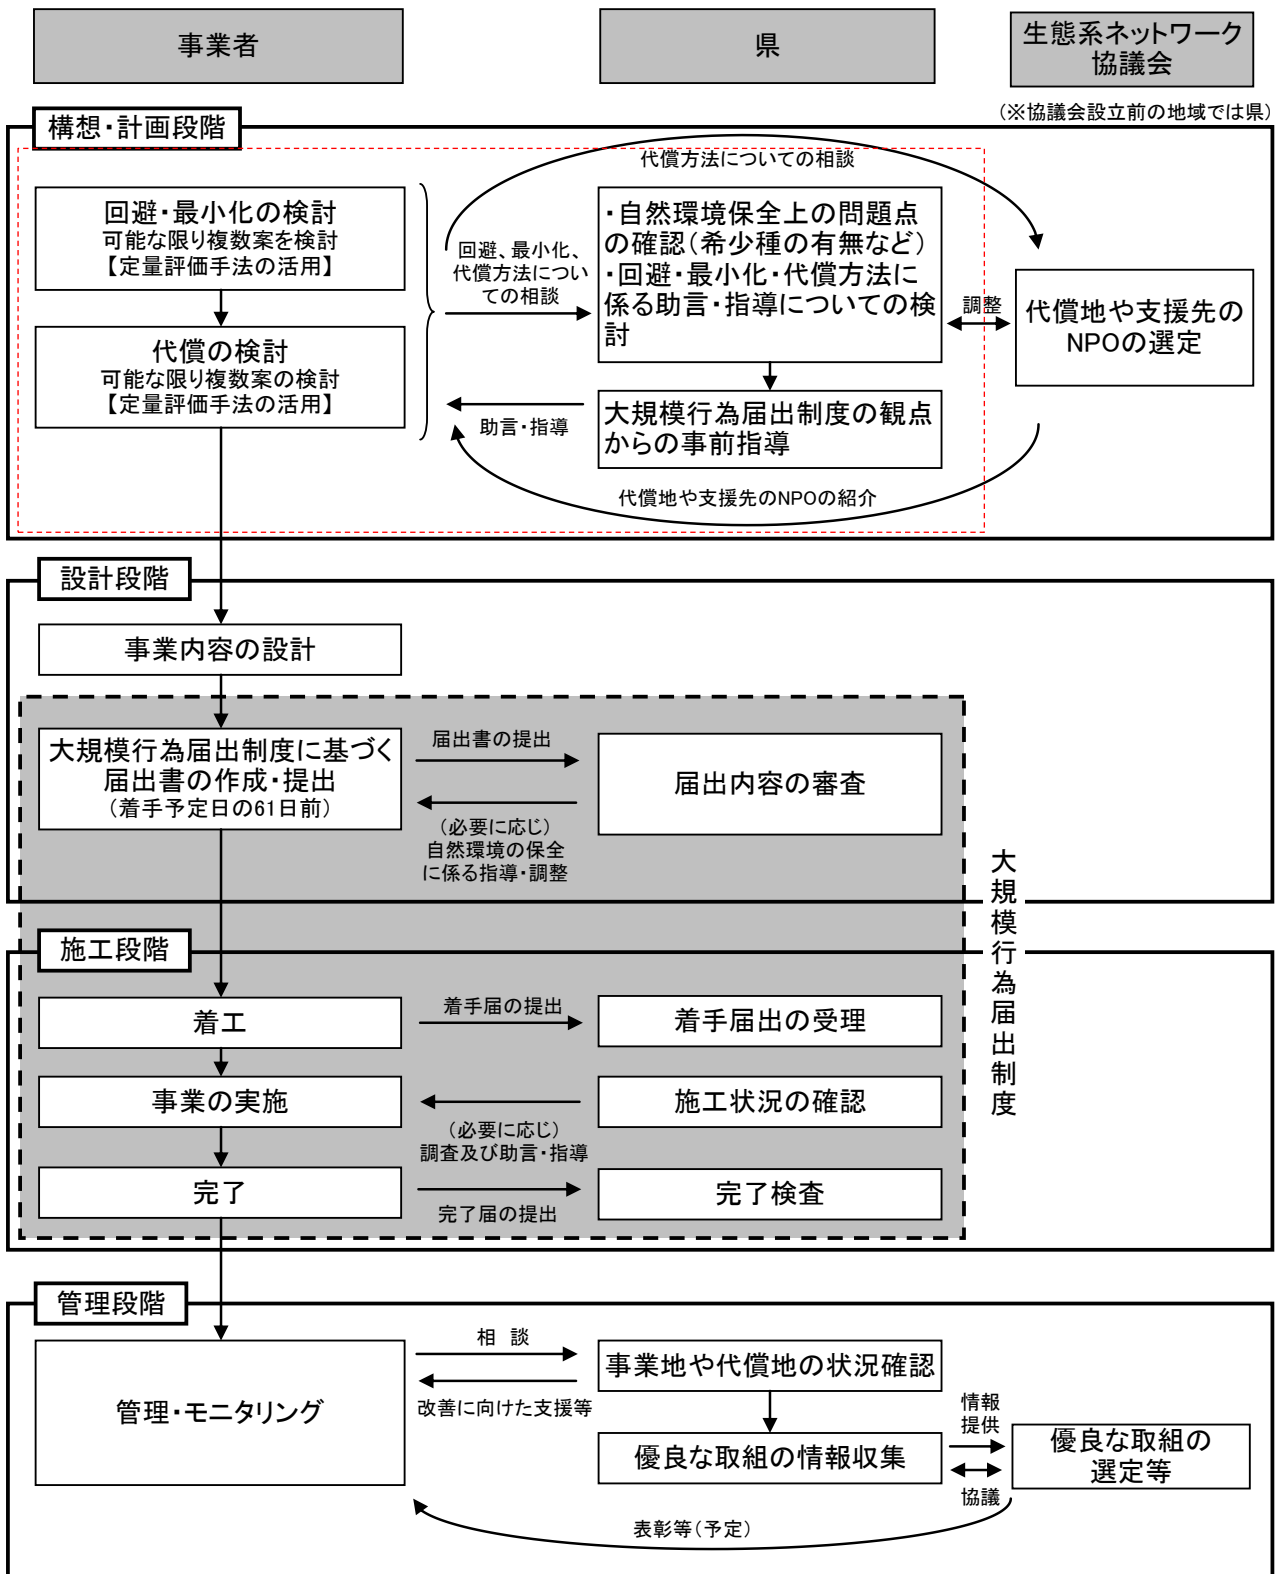 事業者
県
生態系ネットワーク
協議会
(※協議会設立前の地域では県)
構想・計画段階
代償方法についての相談
回避・最小化の検討
可能な限り複数案を検討
【定量評価手法の活用】
回避、最小化、
代償方法につい
ての相談
・自然環境保全上の問題点
の確認(希少種の有無など)
・回避・最小化・代償方法に
係る助言・指導についての検
討
調整
代償地や支援先の
NPOの選定
代償の検討
可能な限り複数案の検討
【定量評価手法の活用】
助言・指導
大規模行為届出制度の観点
からの事前指導
代償地や支援先のNPOの紹介
設計段階
事業内容の設計
大規模行為届出制度に基づく
届出書の作成・提出
(着手予定日の61日前)
届出書の提出
(必要に応じ)
自然環境の保全
に係る指導・調整
届出内容の審査
大規模行為届出制度
施工段階
着工
着手届の提出
着手届出の受理
事業の実施
(必要に応じ)
調査及び助言・指導
施工状況の確認
完了
完了届の提出
完了検査
管理段階
管理・モニタリング
相 談
改善に向けた支援等
事業地や代償地の状況確認
優良な取組の情報収集
情報
提供
協議
優良な取組の
選定等
表彰等(予定)